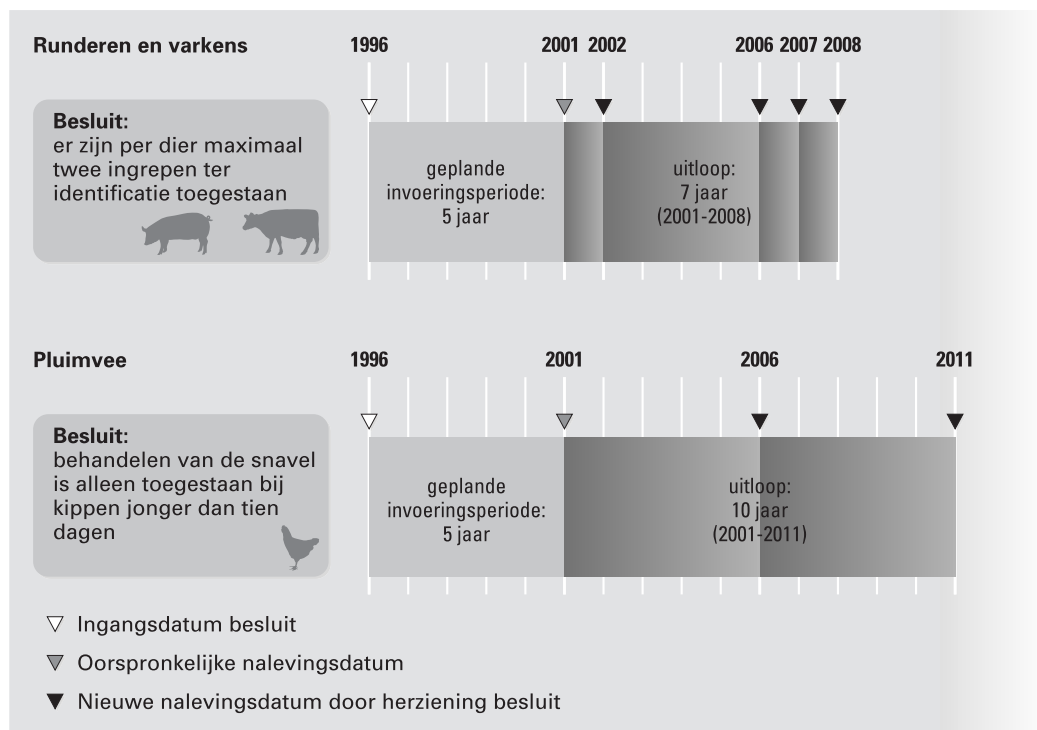 Runderen en varkens
1996 2001 2002 2006 2007 2008
Besluit:
er zijn per dier maximaal
twee ingrepen ter
identificatie toegestaan
geplande
invoeringsperiode:
5 jaar
uitloop:
7 jaar
(2001-2008)
Pluimvee
1996 2001 2006 2011
Besluit:
behandelen van de snavel
is alleen toegestaan bij
kippen jonger dan tien
dagen
geplande
invoeringsperiode:
5 jaar
uitloop:
10 jaar
(2001-2011)
Ingangsdatum besluit
Oorspronkelijke nalevingsdatum
Nieuwe nalevingsdatum door herziening besluit